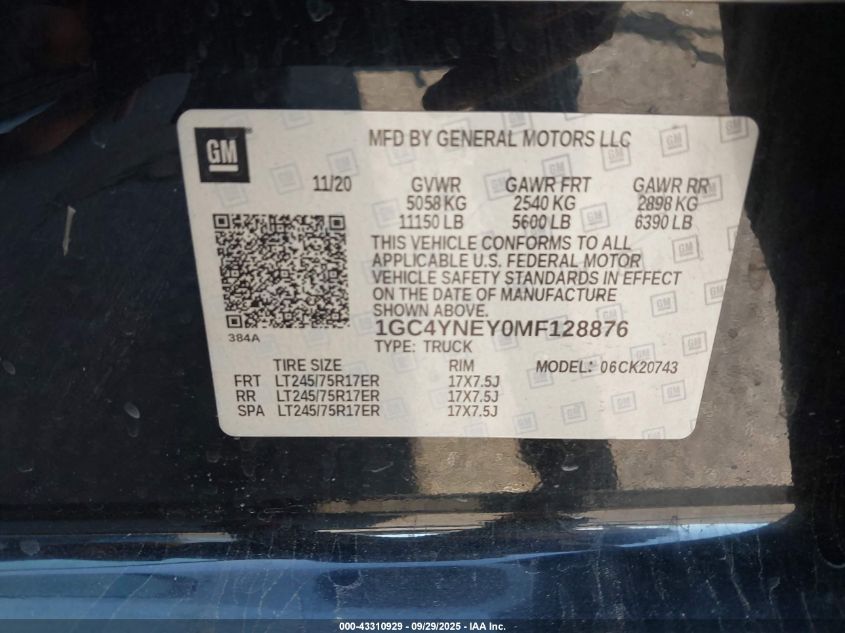 GM
MFD BY GENERAL MOTORS LLC
11/20 GVWR GAWR FRT GAWR RR
5058 KG 2540 KG 2898 KG
11150 LB 5600 LB 6390 LB
THIS VEHICLE CONFORMS TO ALL
APPLICABLE U.S. FEDERAL MOTOR
VEHICLE SAFETY STANDARDS IN EFFECT
ON THE DATE OF MANUFACTURE
SHOWN ABOVE.
1GC4YNEY0MF128876
384A
TYPE: TRUCK
TIRE SIZE RIM MODEL: 06CK20743
FRT LT245/75R17ER 17X7.5J
RR LT245/75R17ER 17X7.5J
SPA LT245/75R17ER 17X7.5J
000-43310929 - 09/29/2025 - IAA Inc.